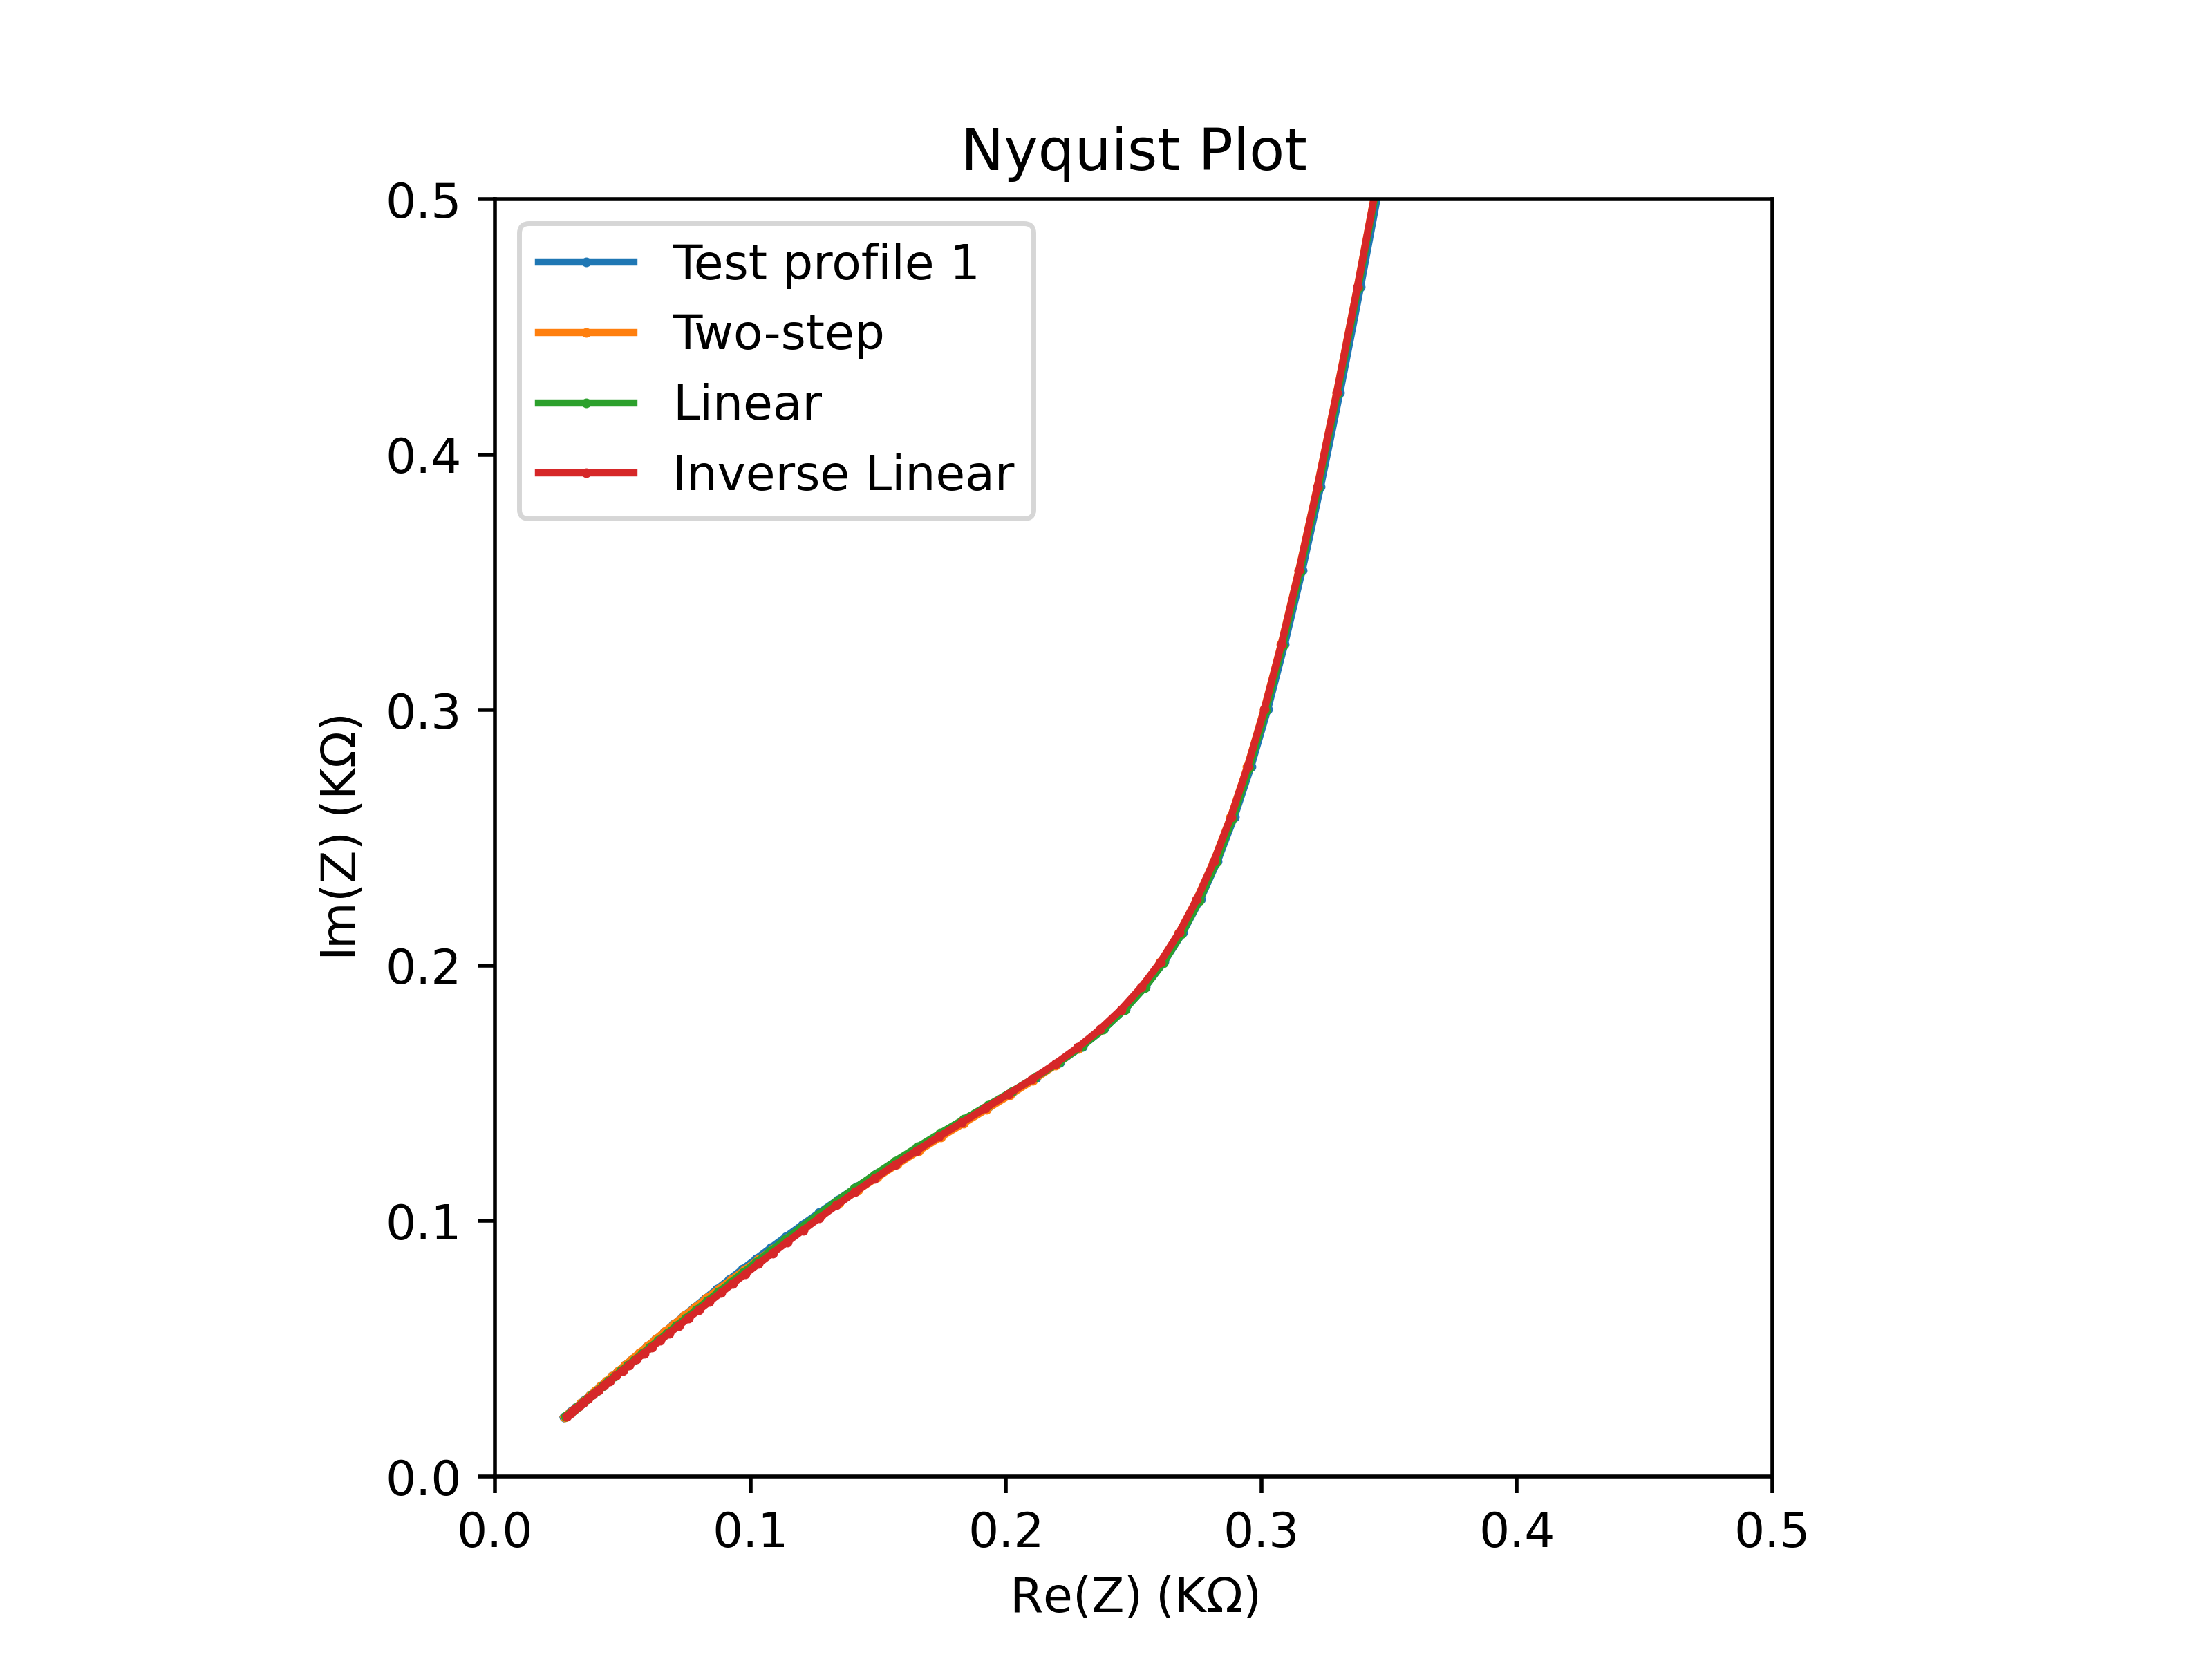 Nyquist Plot
0.5
0.4
0.3
0.2
0.1
0.0
Im(Z) (KΩ)
Test profile 1
Two-step
Linear
Inverse Linear
0.0 0.1 0.2 0.3 0.4 0.5
Re(Z) (KΩ)